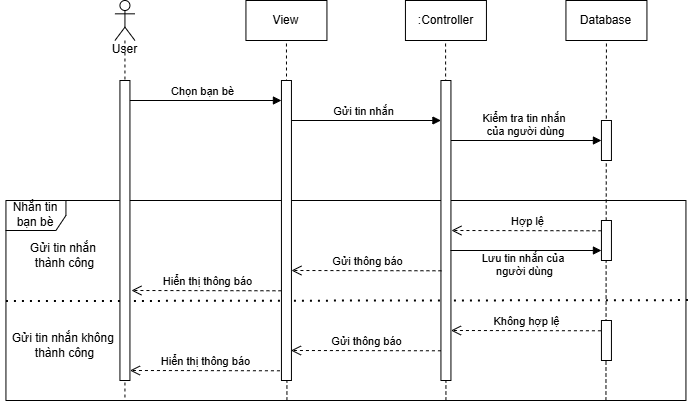 User
View
:Controller
Database
Chọn bạn bè
Gửi tin nhắn
Kiểm tra tin nhắn
của người dùng
Nhắn tin
bạn bè
Hợp lệ
Gửi tin nhắn
thành công
Gửi thông báo
Lưu tin nhắn của
người dùng
Hiển thị thông báo
Không hợp lệ
Gửi tin nhắn không
thành công
Gửi thông báo
Hiển thị thông báo